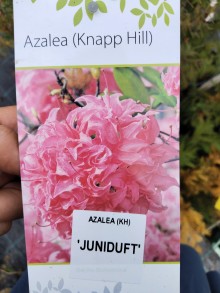 Azalea (Knapp Hill)
AZALEA (KH)
'JUNIDUFT'